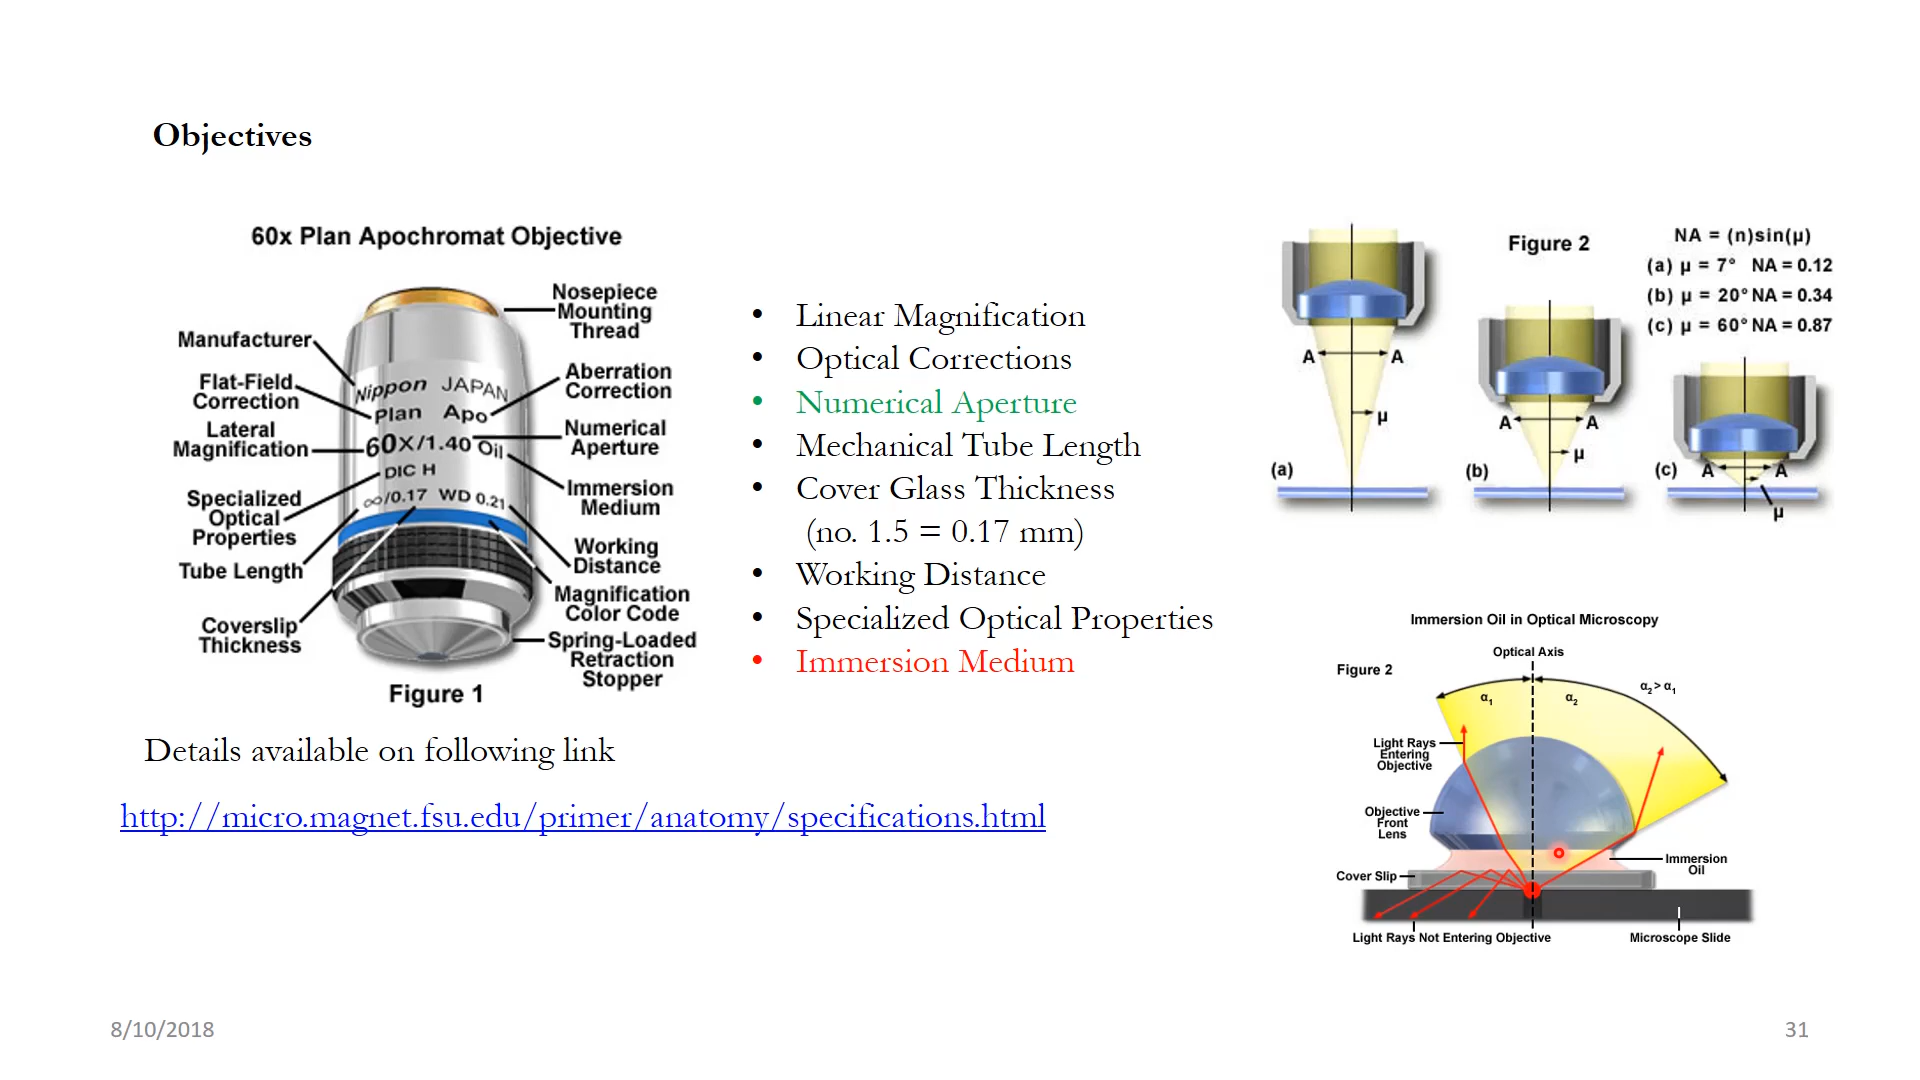 Objectives
60x Plan Apochromat Objective
Nosepiece
Mounting
Thread
Manufacturer
Aberration
Correction
Flat-Field
Correction
Nippon JAPAN
Plan Apo
Lateral
Magnification
60X/1.40 Oil
Numerical
Aperture
DIC H
Specialized
Optical
Properties
Immersion
Medium
∞/0.17 WD 0.21
Tube Length
Working
Distance
Magnification
Color Code
Coverslip
Thickness
Spring-Loaded
Retraction
Stopper
Figure 1
• Linear Magnification
• Optical Corrections
• Numerical Aperture
• Mechanical Tube Length
• Cover Glass Thickness
(no. 1.5 = 0.17 mm)
• Working Distance
• Specialized Optical Properties
• Immersion Medium
Figure 2
NA = (n)sin(μ)
(a) μ = 7° NA = 0.12
(b) μ = 20° NA = 0.34
(c) μ = 60° NA = 0.87
A A
μ
(a)
A A
μ
(b)
A A
μ
(c)
Immersion Oil in Optical Microscopy
Optical Axis
Figure 2
α1
α2
α2 > α1
Light Rays
Entering
Objective
Objective
Front
Lens
Immersion
Oil
Cover Slip
Light Rays Not Entering Objective
Microscope Slide
Details available on following link
http://micro.magnet.fsu.edu/primer/anatomy/specifications.html
8/10/2018
31